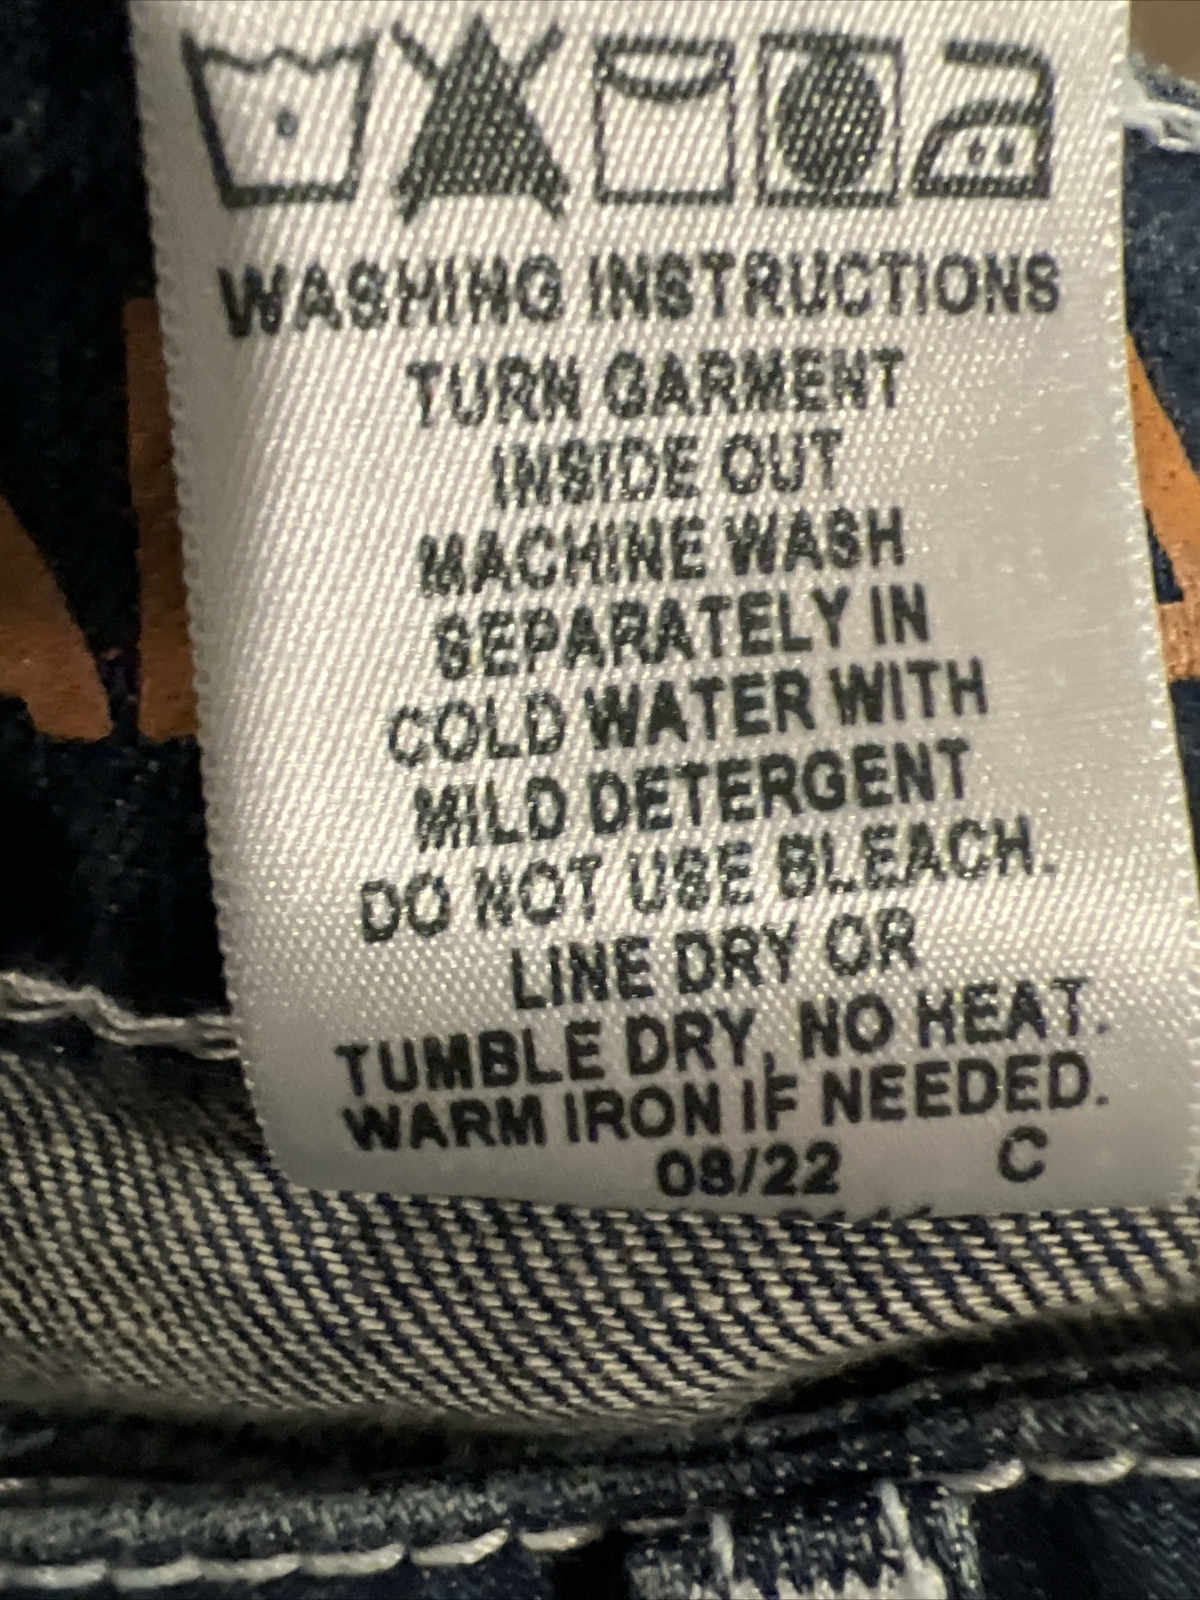 WASHING INSTRUCTIONS
TURN GARMENT
INSIDE OUT
MACHINE WASH
SEPARATELY IN
COLD WATER WITH
MILD DETERGENT
DO NOT USE BLEACH.
LINE DRY OR
TUMBLE DRY, NO HEAT.
WARM IRON IF NEEDED.
08/22 C